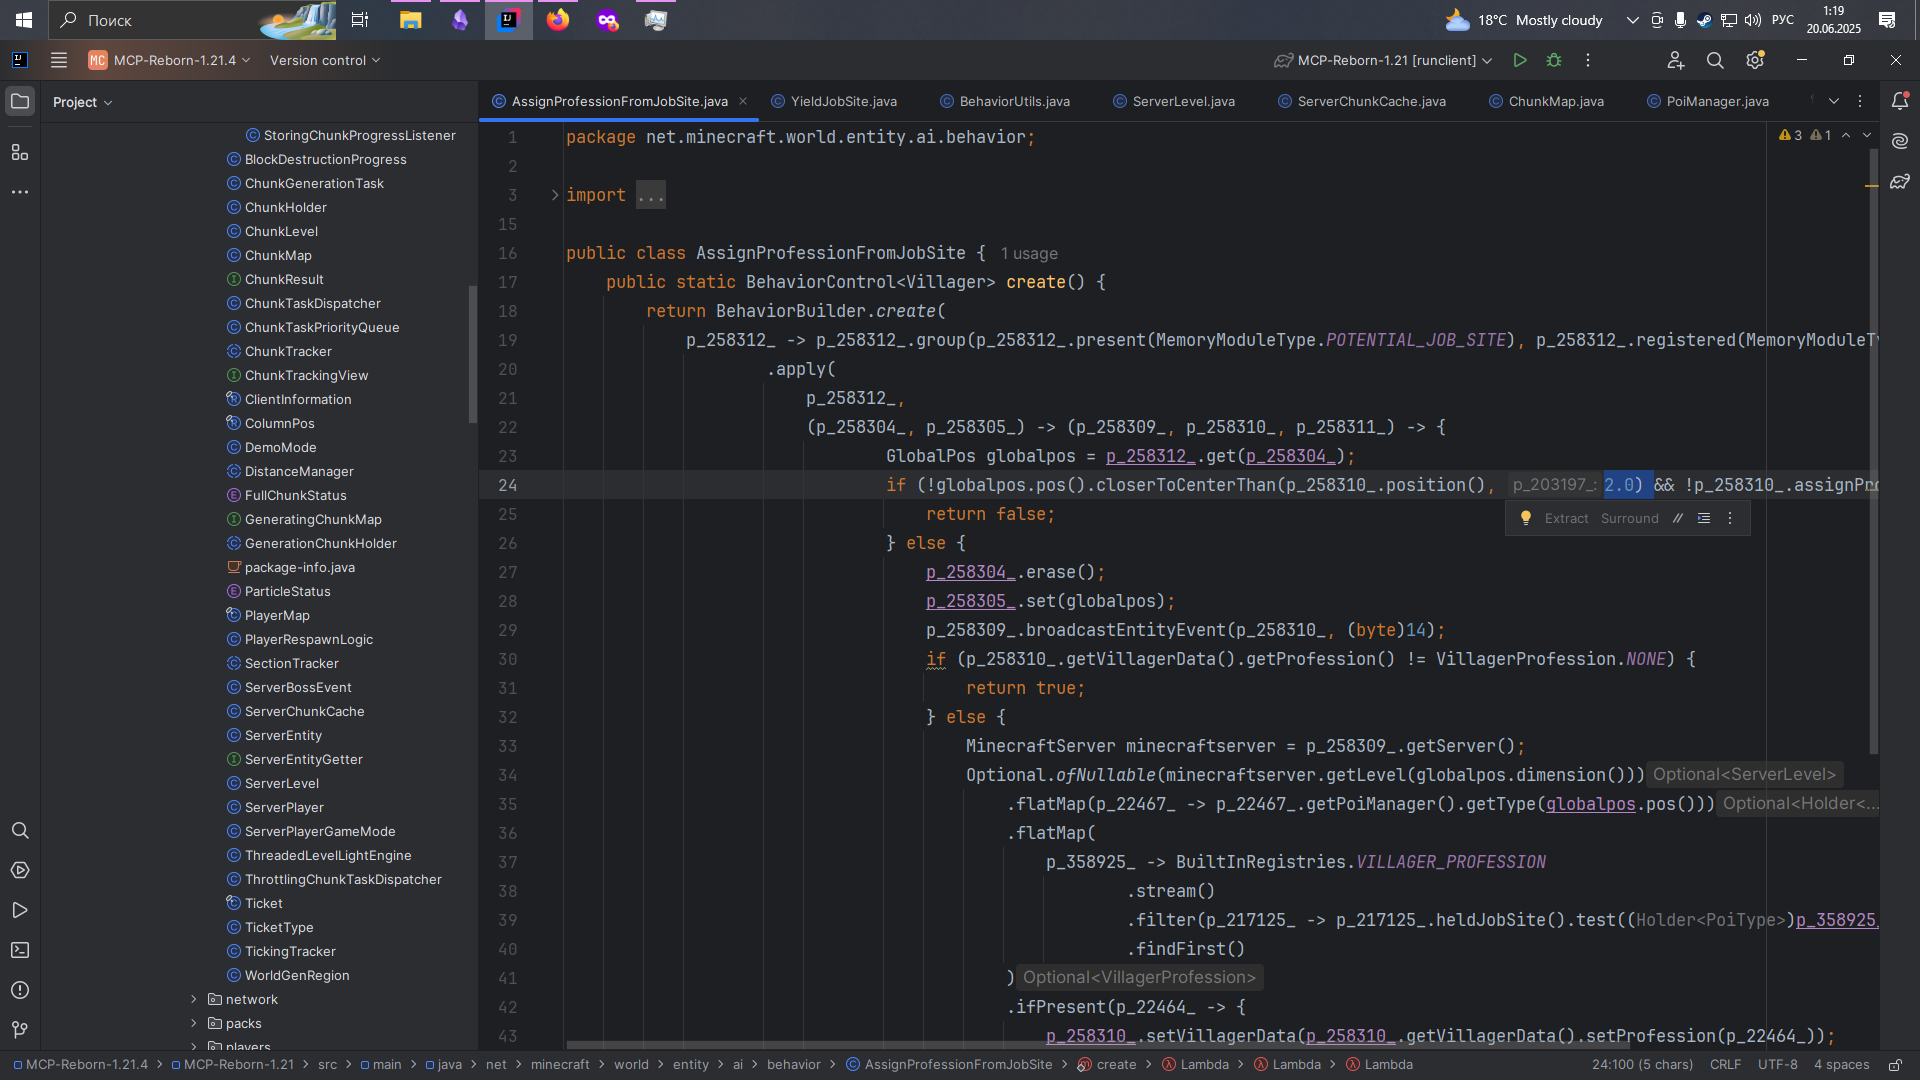 Поиск
18°C Mostly cloudy
РУС
1:19
20.06.2025
MC MCP-Reborn-1.21.4
Version control
MCP-Reborn-1.21 [runclient]
Project
AssignProfessionFromJobSite.java
YieldJobSite.java
BehaviorUtils.java
ServerLevel.java
ServerChunkCache.java
ChunkMap.java
PoiManager.java
StoringChunkProgressListener
BlockDestructionProgress
ChunkGenerationTask
ChunkHolder
ChunkLevel
ChunkMap
ChunkResult
ChunkTaskDispatcher
ChunkTaskPriorityQueue
ChunkTracker
ChunkTrackingView
ClientInformation
ColumnPos
DemoMode
DistanceManager
FullChunkStatus
GeneratingChunkMap
GenerationChunkHolder
package-info.java
ParticleStatus
PlayerMap
PlayerRespawnLogic
SectionTracker
ServerBossEvent
ServerChunkCache
ServerEntity
ServerEntityGetter
ServerLevel
ServerPlayer
ServerPlayerGameMode
ThreadedLevelLightEngine
ThrottlingChunkTaskDispatcher
Ticket
TicketType
TickingTracker
WorldGenRegion
network
packs
players
3 1
1 package net.minecraft.world.entity.ai.behavior;
2
3 import ...
15
16 public class AssignProfessionFromJobSite { 1 usage
17 public static BehaviorControl<Villager> create() {
18 return BehaviorBuilder.create(
19 p_258312_ -> p_258312_.group(p_258312_.present(MemoryModuleType.POTENTIAL_JOB_SITE), p_258312_.registered(MemoryModuleTy
20 .apply(
21 p_258312_,
22 (p_258304_, p_258305_) -> (p_258309_, p_258310_, p_258311_) -> {
23 GlobalPos globalpos = p_258312_.get(p_258304_);
24 if (!globalpos.pos().closerToCenterThan(p_258310_.position(), p_203197_: 2.0) && !p_258310_.assignPro
Extract Surround
25 return false;
26 } else {
27 p_258304_.erase();
28 p_258305_.set(globalpos);
29 p_258309_.broadcastEntityEvent(p_258310_, (byte)14);
30 if (p_258310_.getVillagerData().getProfession() != VillagerProfession.NONE) {
31 return true;
32 } else {
33 MinecraftServer minecraftserver = p_258309_.getServer();
34 Optional.ofNullable(minecraftserver.getLevel(globalpos.dimension())) Optional<ServerLevel>
35 .flatMap(p_22467_ -> p_22467_.getPoiManager().getType(globalpos.pos())) Optional<Holder<...
36 .flatMap(
37 p_358925_ -> BuiltInRegistries.VILLAGER_PROFESSION
38 .stream()
39 .filter(p_217125_ -> p_217125_.heldJobSite().test((Holder<PoiType>)p_358925_
40 .findFirst()
41 ) Optional<VillagerProfession>
42 .ifPresent(p_22464_ -> {
43 p_258310_.setVillagerData(p_258310_.getVillagerData().setProfession(p_22464_));
MCP-Reborn-1.21.4 > MCP-Reborn-1.21 > src > main > java > net > minecraft > world > entity > ai > behavior > AssignProfessionFromJobSite > create > Lambda > Lambda > Lambda
24:100 (5 chars) CRLF UTF-8 4 spaces